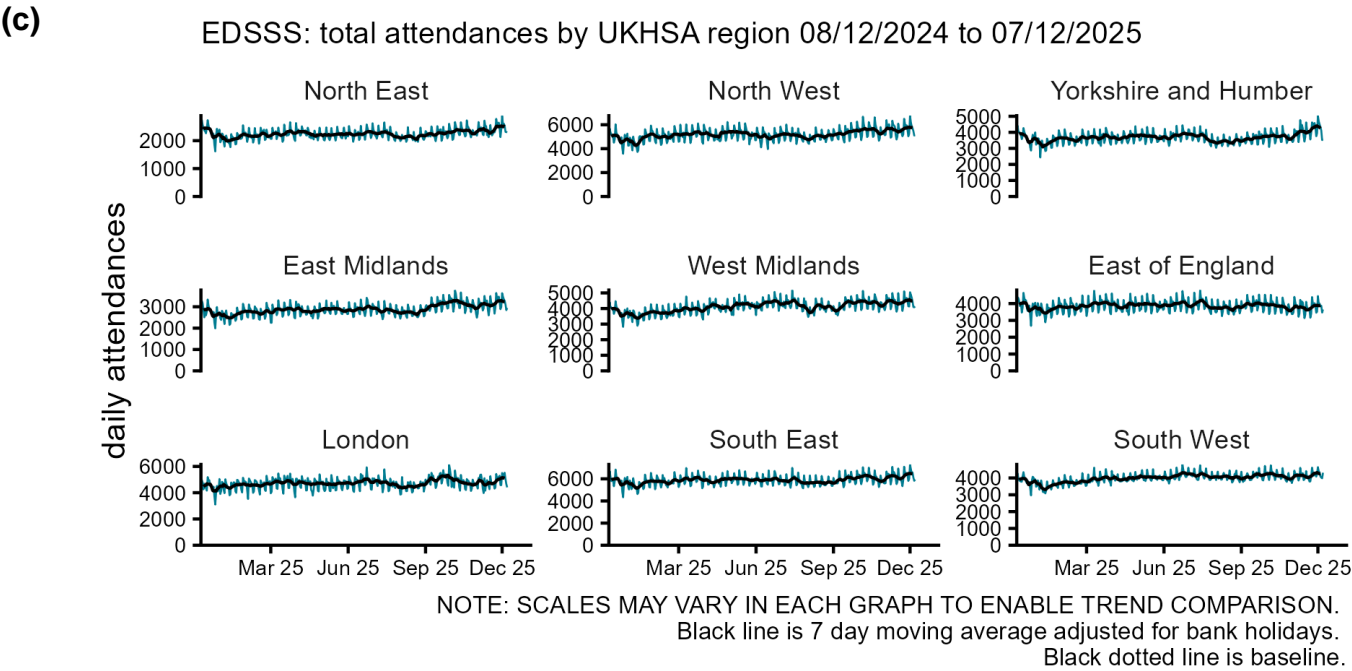 (c)
EDSSS: total attendances by UKHSA region 08/12/2024 to 07/12/2025
daily attendances
North East
2000
1000
0
North West
6000
4000
2000
0
Yorkshire and Humber
5000
4000
3000
2000
1000
0
East Midlands
3000
2000
1000
0
West Midlands
5000
4000
3000
2000
1000
0
East of England
4000
3000
2000
1000
0
London
6000
4000
2000
0
Mar 25 Jun 25 Sep 25 Dec 25
South East
6000
4000
2000
0
Mar 25 Jun 25 Sep 25 Dec 25
South West
4000
3000
2000
1000
0
Mar 25 Jun 25 Sep 25 Dec 25
NOTE: SCALES MAY VARY IN EACH GRAPH TO ENABLE TREND COMPARISON.
Black line is 7 day moving average adjusted for bank holidays.
Black dotted line is baseline.